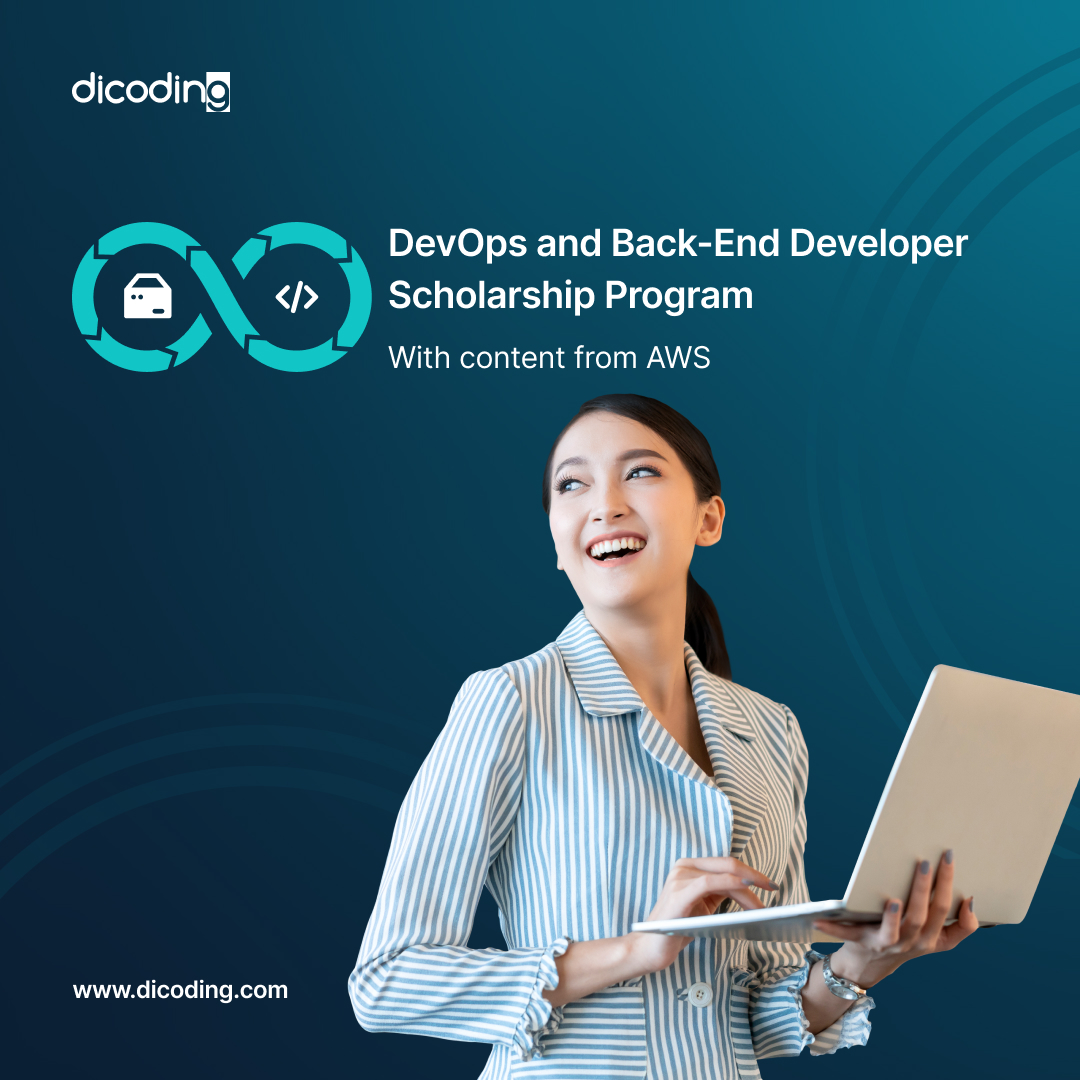 dicoding
DevOps and Back-End Developer
Scholarship Program
With content from AWS
</>
www.dicoding.com